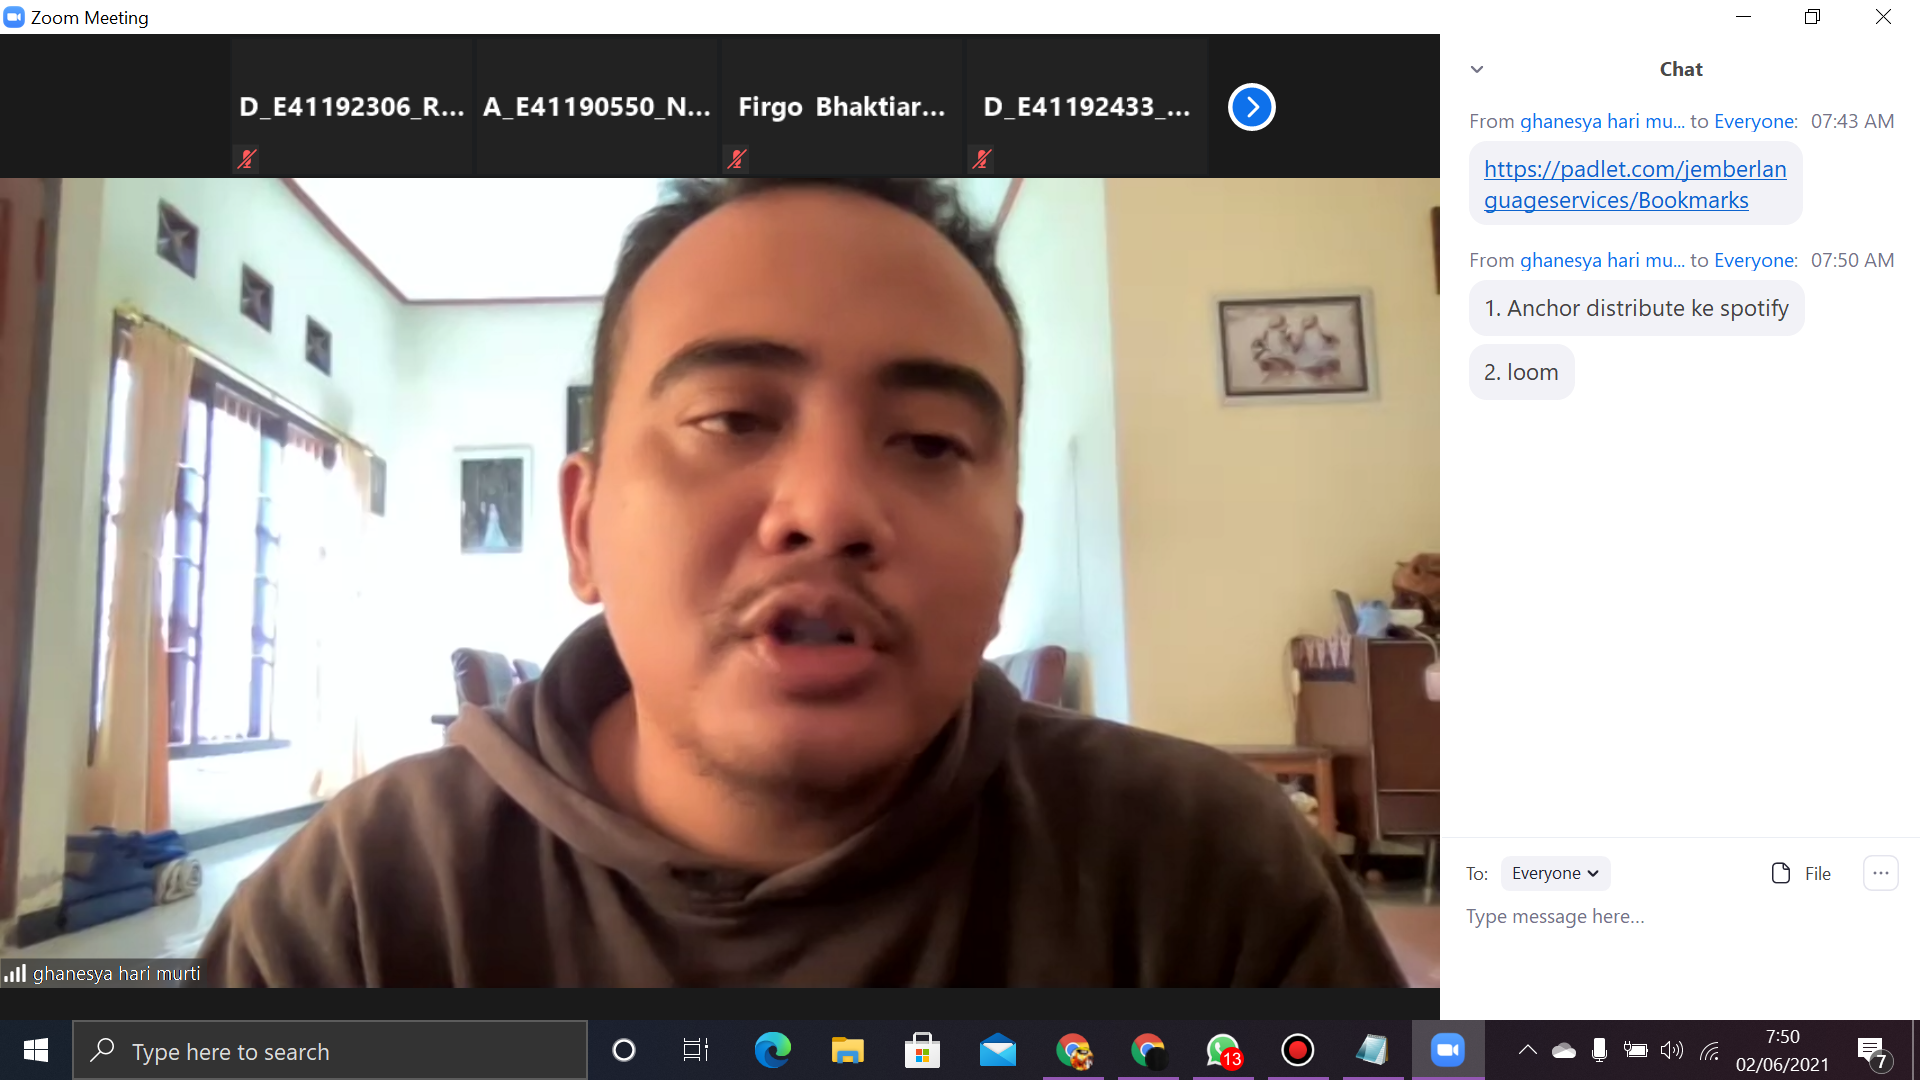 Zoom Meeting
D_E41192306_R...
A_E41190550_N...
Firgo Bhaktiar...
D_E41192433_...
ghanesya hari murti
Chat
From ghanesya hari mu... to Everyone: 07:43 AM
https://padlet.com/jemberlan
guageservices/Bookmarks
From ghanesya hari mu... to Everyone: 07:50 AM
1. Anchor distribute ke spotify
2. loom
To: Everyone
File
Type message here...
Type here to search
13
7:50
02/06/2021
7